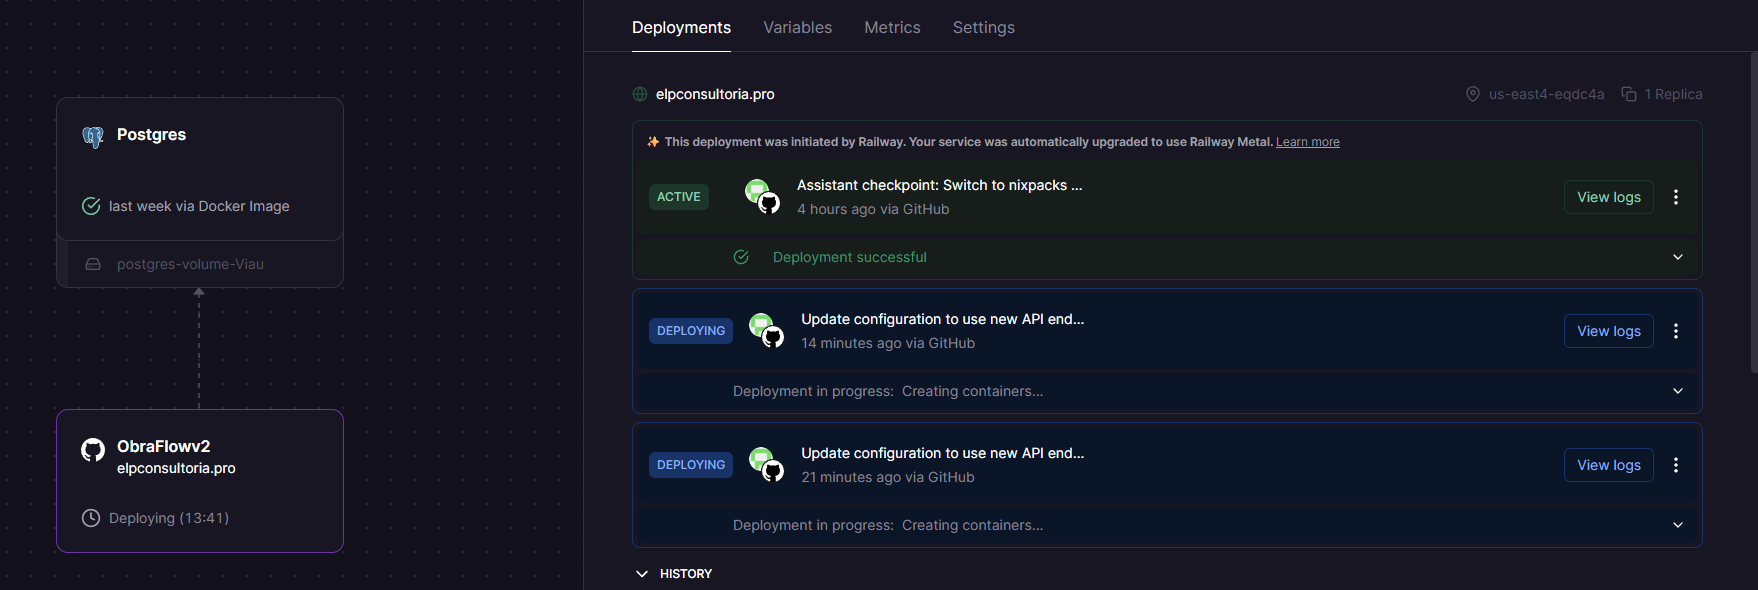 Postgres
last week via Docker Image
postgres-volume-Viau
ObraFlowv2
elpconsultoria.pro
Deploying (13:41)
Deployments
Variables
Metrics
Settings
elpconsultoria.pro
us-east4-eqdc4a
1 Replica
✨ This deployment was initiated by Railway. Your service was automatically upgraded to use Railway Metal. Learn more
ACTIVE
Assistant checkpoint: Switch to nixpacks ...
4 hours ago via GitHub
View logs
Deployment successful
DEPLOYING
Update configuration to use new API end...
14 minutes ago via GitHub
View logs
Deployment in progress: Creating containers...
DEPLOYING
Update configuration to use new API end...
21 minutes ago via GitHub
View logs
Deployment in progress: Creating containers...
HISTORY